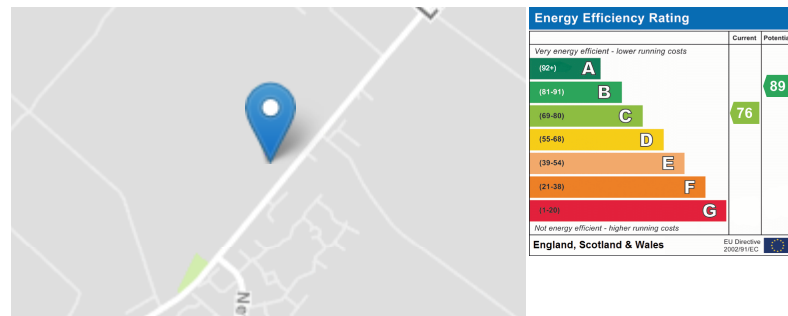 Ne
Energy Efficiency Rating
Current Potentia
Very energy efficient - lower running costs
(92+) A
(81-91) B
89
(69-80) C
76
(55-68) D
(39-54) E
(21-38) F
(1-20) G
Not energy efficient - higher running costs
England, Scotland & Wales
EU Directive
2002/91/EC